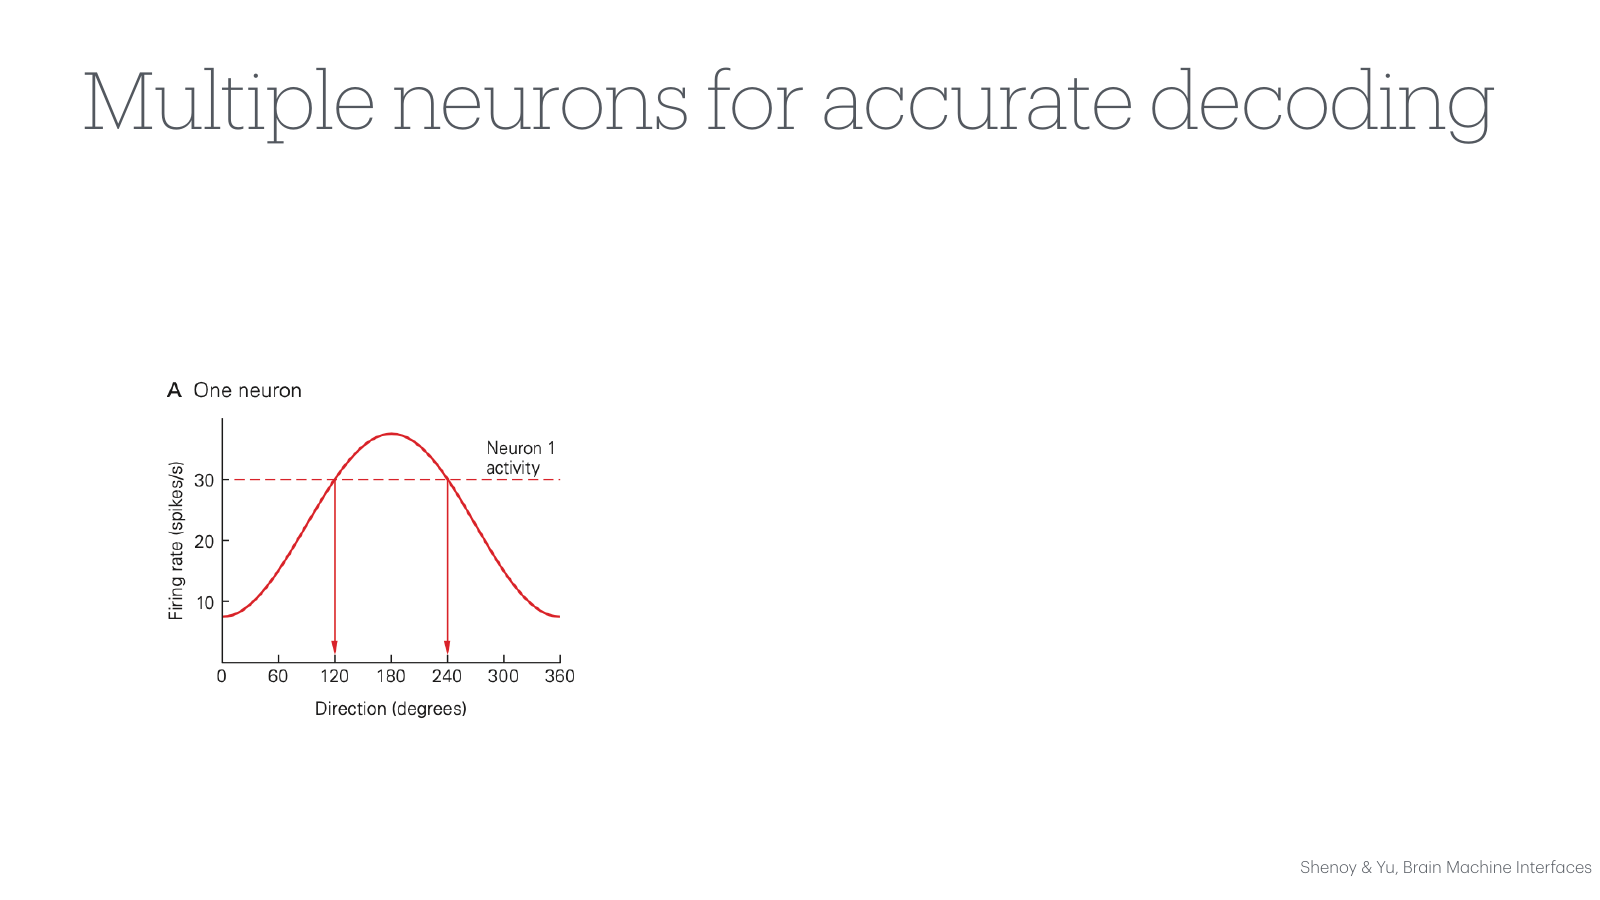 Multiple neurons for accurate decoding
A One neuron
Neuron 1
activity
Firing rate (spikes/s)
30
20
10
0 60 120 180 240 300 360
Direction (degrees)
Shenoy & Yu, Brain Machine Interfaces